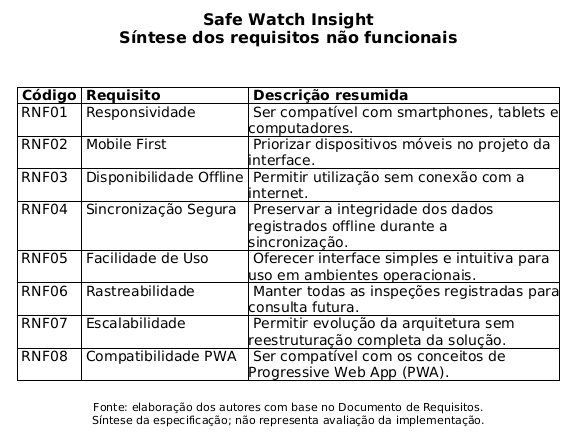 Safe Watch Insight
Síntese dos requisitos não funcionais
Código Requisito Descrição resumida
RNF01 Responsividade Ser compatível com smartphones, tablets e
computadores.
RNF02 Mobile First Priorizar dispositivos móveis no projeto da
interface.
RNF03 Disponibilidade Offline Permitir utilização sem conexão com a
internet.
RNF04 Sincronização Segura Preservar a integridade dos dados
registrados offline durante a
sincronização.
RNF05 Facilidade de Uso Oferecer interface simples e intuitiva para
uso em ambientes operacionais.
RNF06 Rastreabilidade Manter todas as inspeções registradas para
consulta futura.
RNF07 Escalabilidade Permitir evolução da arquitetura sem
reestruturação completa da solução.
RNF08 Compatibilidade PWA Ser compatível com os conceitos de
Progressive Web App (PWA).
Fonte: elaboração dos autores com base no Documento de Requisitos.
Síntese da especificação; não representa avaliação da implementação.